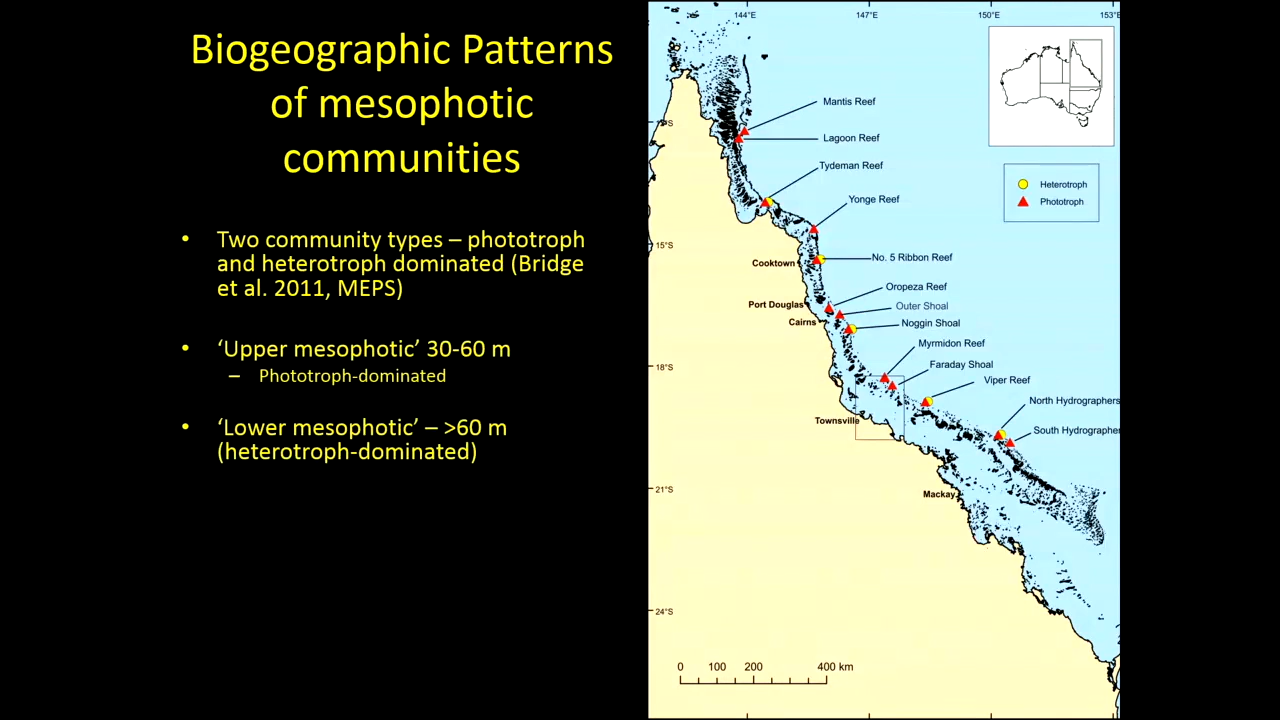 Biogeographic Patterns
of mesophotic
communities
• Two community types – phototroph
and heterotroph dominated (Bridge
et al. 2011, MEPS)
• ‘Upper mesophotic’ 30-60 m
– Phototroph-dominated
• ‘Lower mesophotic’ – >60 m
(heterotroph-dominated)
144°E 147°E 150°E 153°E
Mantis Reef
Lagoon Reef
Tydeman Reef
Heterotroph
Phototroph
Yonge Reef
15°S
No. 5 Ribbon Reef
Cooktown
Oropeza Reef
Port Douglas
Outer Shoal
Cairns
Noggin Shoal
Myrmidon Reef
18°S
Faraday Shoal
Viper Reef
North Hydrographers
Townsville
South Hydrographer
21°S
Mackay
24°S
0 100 200 400 km